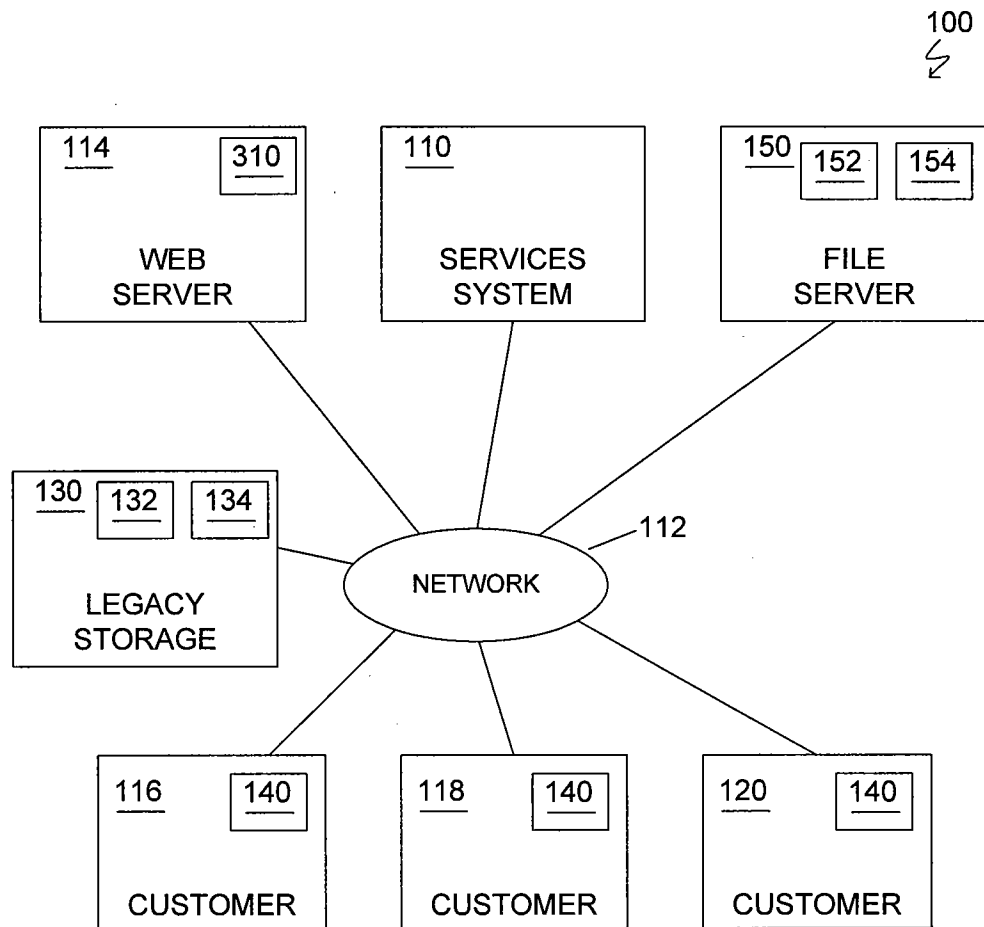 100
114
310
WEB
SERVER
110
SERVICES
SYSTEM
150
152
154
FILE
SERVER
130
132
134
LEGACY
STORAGE
112
NETWORK
116
140
CUSTOMER
118
140
CUSTOMER
120
140
CUSTOMER